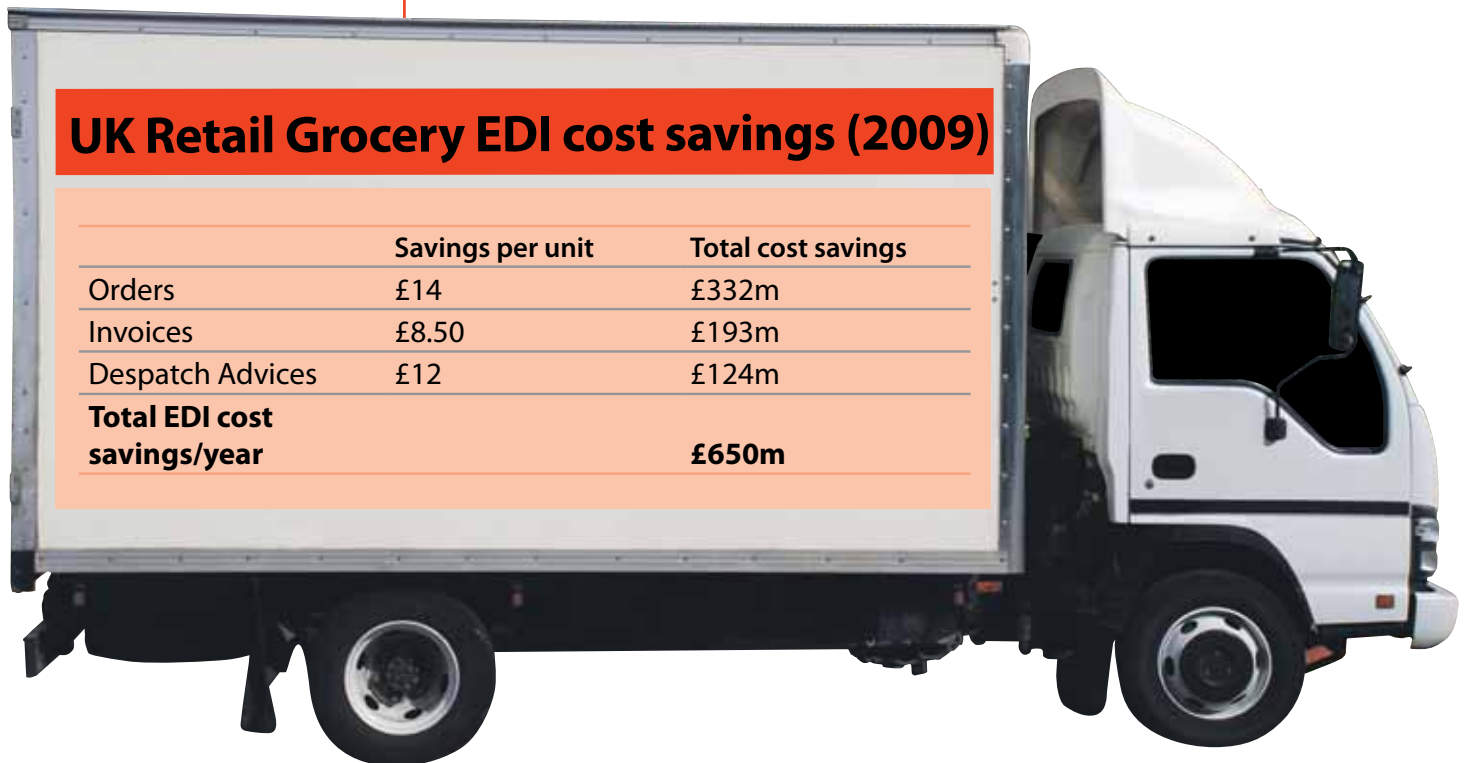 UK Retail Grocery EDI cost savings (2009)
Savings per unit Total cost savings
Orders £14 £332m
Invoices £8.50 £193m
Despatch Advices £12 £124m
Total EDI cost
savings/year £650m